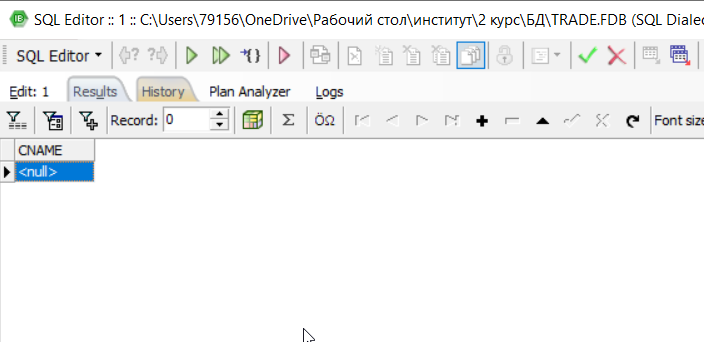 SQL Editor :: 1 :: C:\Users\79156\OneDrive\Рабочий стол\институт\2 курс\БД\TRADE.FDB (SQL Dialec
SQL Editor
Edit: 1 Results History Plan Analyzer Logs
Record: 0 Σ ÖΩ Font size
CNAME
<null>